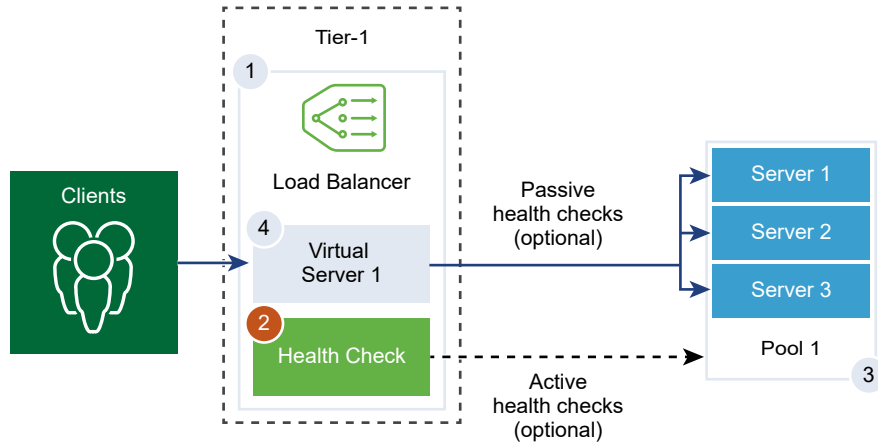 Tier-1
1
Load Balancer
Clients
4
Virtual
Server 1
2
Health Check
Passive
health checks
(optional)
Active
health checks
(optional)
Server 1
Server 2
Server 3
Pool 1
3